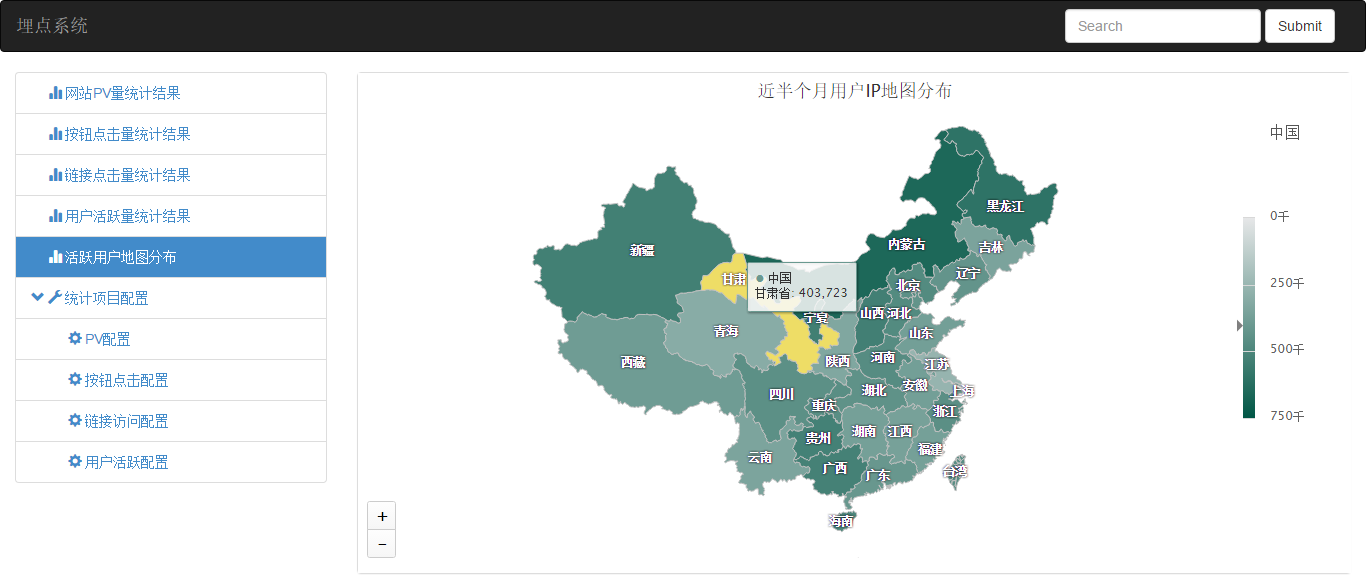 埋点系统
Search
Submit
网站PV量统计结果
按钮点击量统计结果
链接点击量统计结果
用户活跃量统计结果
活跃用户地图分布
统计项目配置
PV配置
按钮点击配置
链接访问配置
用户活跃配置
近半个月用户IP地图分布
中国
0千
250千
500千
750千
黑龙江
内蒙古
吉林
新疆
辽宁
甘肃
中国
甘肃省: 403,723
北京
宁夏
山西
河北
青海
山东
西藏
陕西
河南
江苏
四川
湖北
安徽
上海
重庆
浙江
贵州
湖南
江西
福建
云南
广西
广东
台湾
海南
+
−